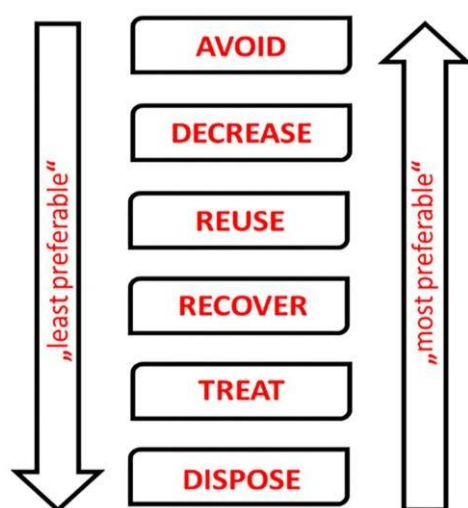 AVOID
DECREASE
REUSE
RECOVER
TREAT
DISPOSE
„least preferable“
„most preferable“